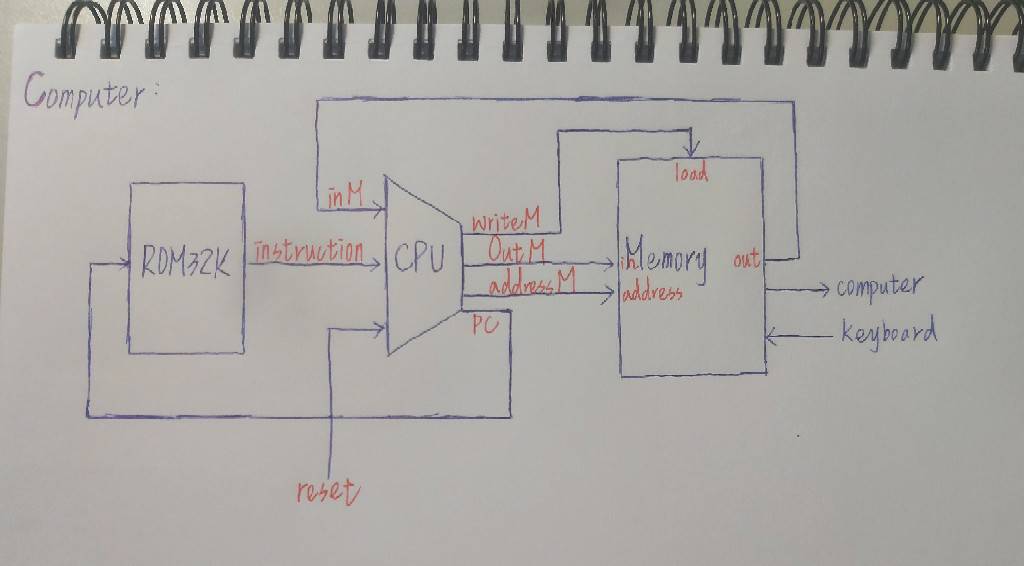 Computer:
inM
load
writeM
ROM32K
instruction
CPU
OutM
in
Memory
out
addressM
address
computer
PC
keyboard
reset